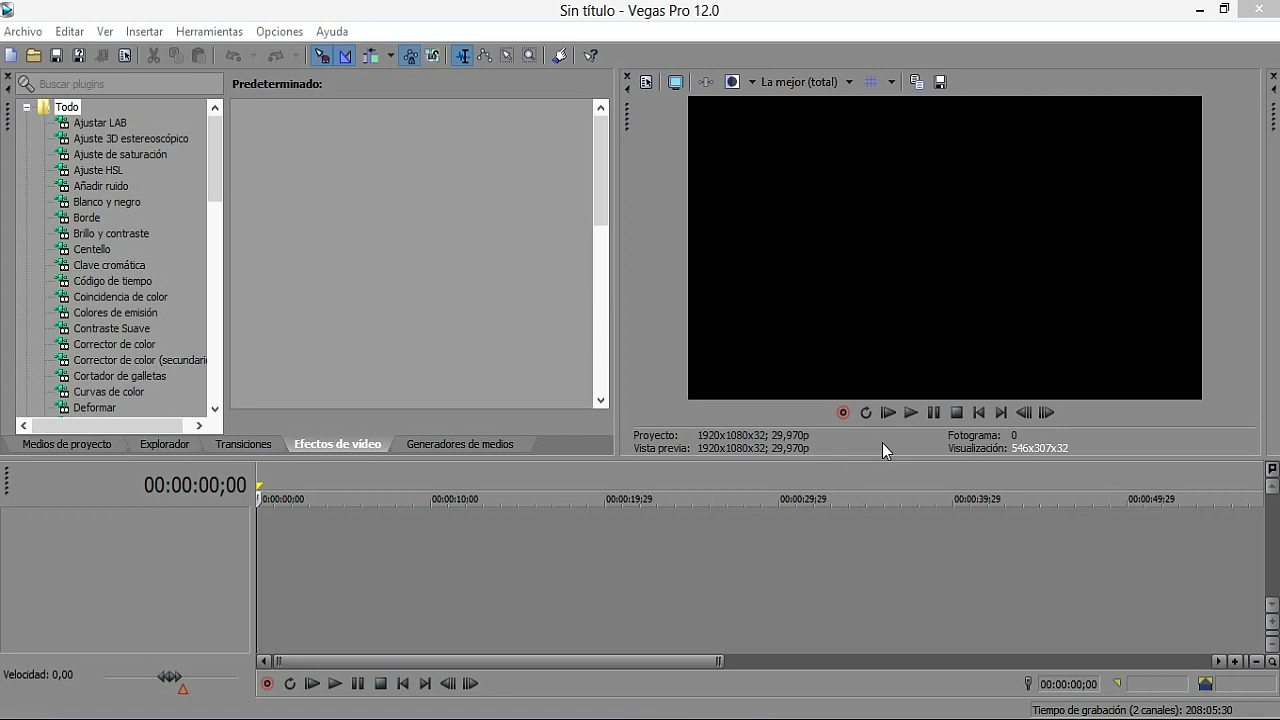 Sin título - Vegas Pro 12.0
Archivo Editar Ver Insertar Herramientas Opciones Ayuda
Buscar plugins
Predeterminado:
La mejor (total)
Todo
Ajustar LAB
Ajuste 3D estereoscópico
Ajuste de saturación
Ajuste HSL
Añadir ruido
Blanco y negro
Borde
Brillo y contraste
Centello
Clave cromática
Código de tiempo
Coincidencia de color
Colores de emisión
Contraste Suave
Corrector de color
Corrector de color (secundari
Cortador de galletas
Curvas de color
Deformar
Medios de proyecto Explorador Transiciones Efectos de vídeo Generadores de medios
Proyecto: 1920x1080x32; 29,970p Fotograma: 0
Vista previa: 1920x1080x32; 29,970p Visualización: 546x307x32
00:00:00;00
0:00:00;00 00:00:10;00 00:00:19;29 00:00:29;29 00:00:39;29 00:00:49;29
Velocidad: 0,00
00:00:00;00
Tiempo de grabación (2 canales): 208:05:30